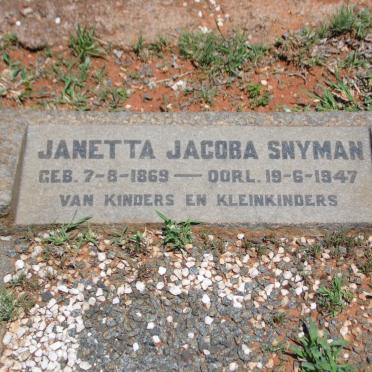 JANETTA JACOBA SNYMAN
GEB. 7-8-1869 — OORL. 19-6-1947
VAN KINDERS EN KLEINKINDERS